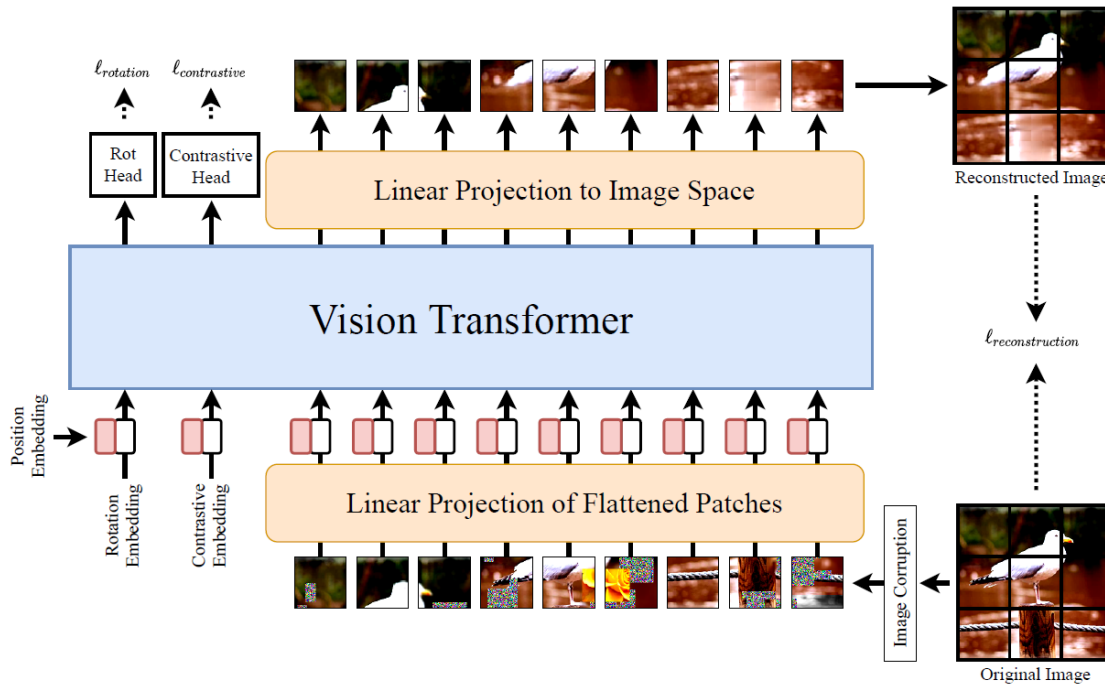 ℓrotation
ℓcontrastive
Rot
Head
Contrastive
Head
Linear Projection to Image Space
Reconstructed Image
Vision Transformer
ℓreconstruction
Position
Embedding
Rotation
Embedding
Contrastive
Embedding
Linear Projection of Flattened Patches
Image Corruption
Original Image